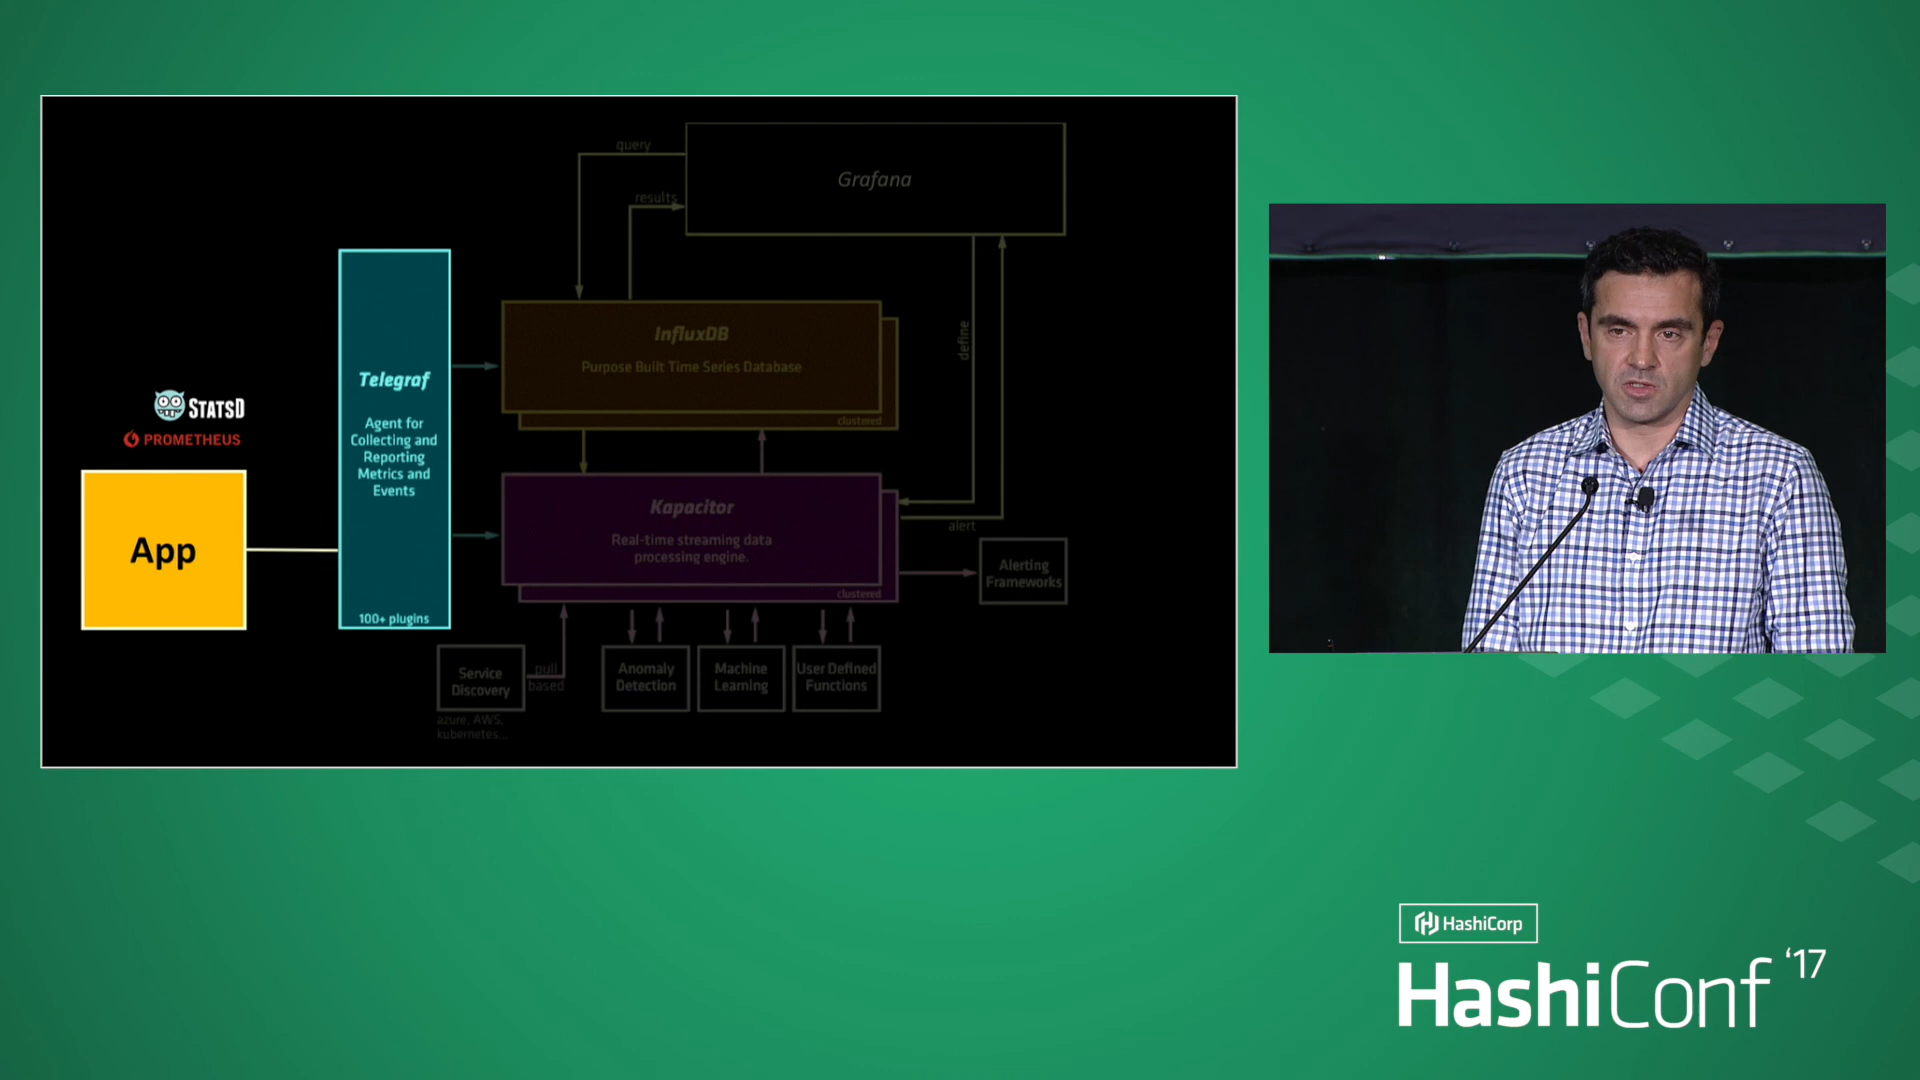 query
Grafana
results
InfluxDB
Purpose Built Time Series Database
clustered
define
Telegraf
Agent for
Collecting and
Reporting
Metrics and
Events
100+ plugins
STATSD
PROMETHEUS
App
Kapacitor
Real-time streaming data
processing engine.
clustered
alert
Alerting
Frameworks
Service
Discovery
pull
based
azure, AWS,
kubernetes...
Anomaly
Detection
Machine
Learning
User Defined
Functions
HashiCorp
HashiConf '17